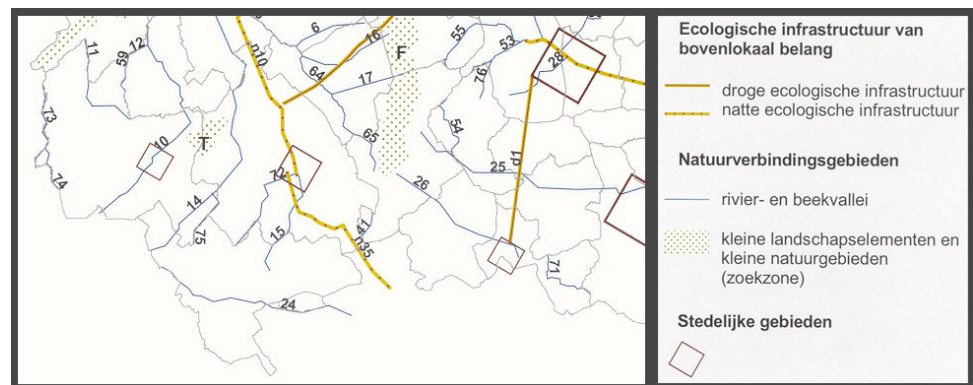 6
16
11
12
59
n10
F
55
53
28
64
17
76
73
10
T
65
54
d1
74
72
25
26
14
75
15
41
n35
71
24
Ecologische infrastructuur van
bovenlokaal belang
droge ecologische infrastructuur
natte ecologische infrastructuur
Natuurverbindingsgebieden
rivier- en beekvallei
kleine landschapselementen en
kleine natuurgebieden
(zoekzone)
Stedelijke gebieden